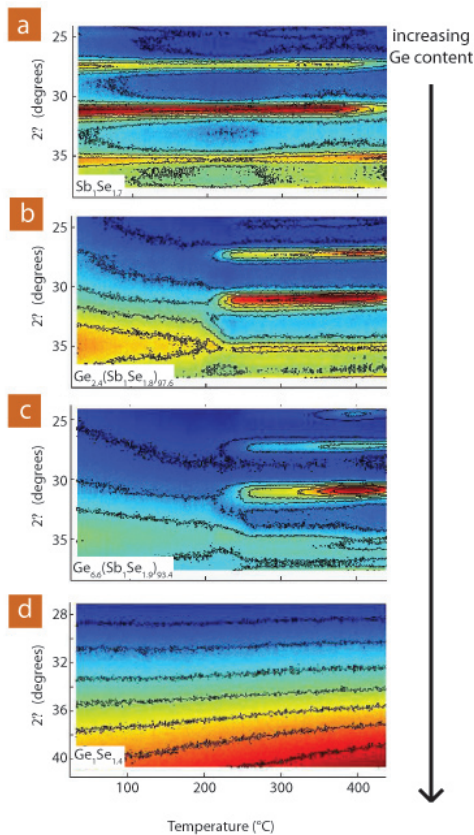 a
increasing
Ge content
25
30
35
2? (degrees)
Sb1Se1.7
b
25
30
35
2? (degrees)
Ge2.4(Sb1Se1.8)97.6
c
25
30
35
2? (degrees)
Ge6.6(Sb1Se1.9)93.4
d
28
32
36
40
2? (degrees)
Ge1Se1.4
100 200 300 400
Temperature (°C)